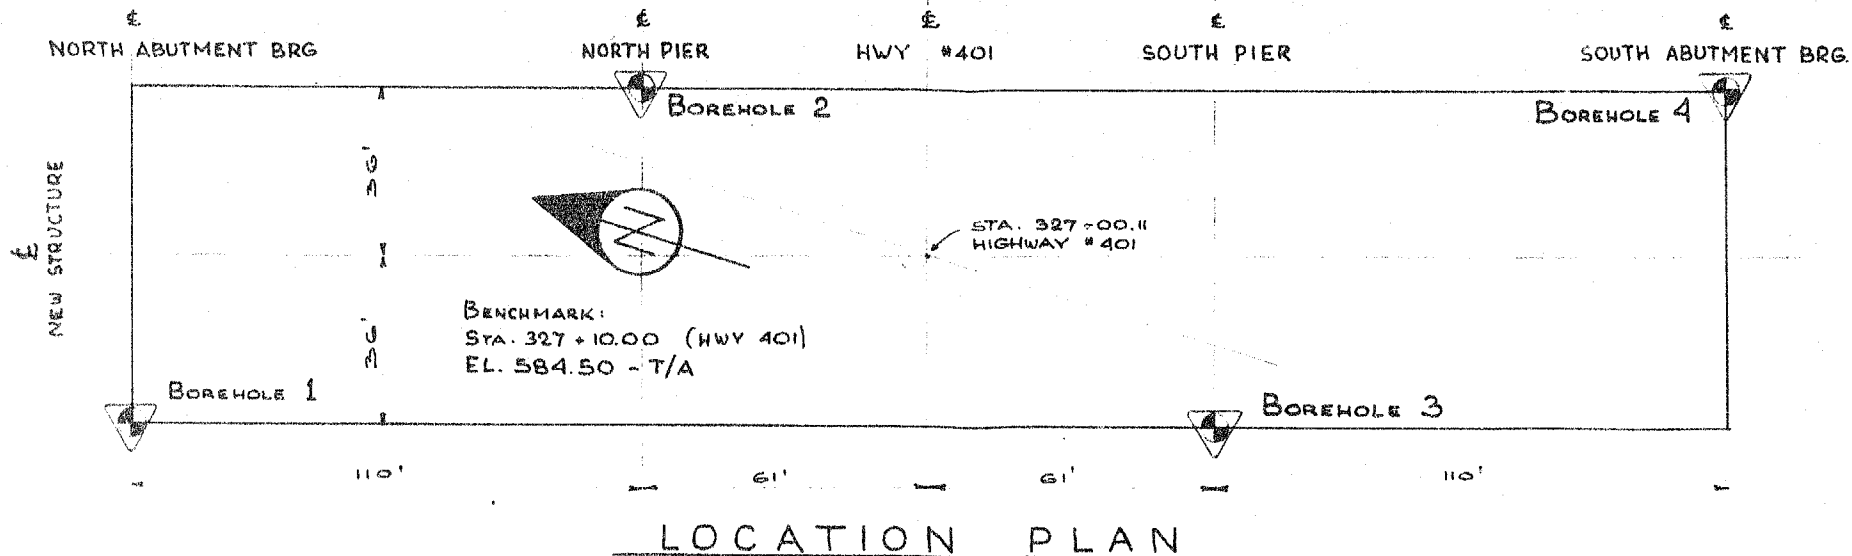 ℄ ℄ ℄ ℄ ℄
NORTH ABUTMENT BRG NORTH PIER HWY #401 SOUTH PIER SOUTH ABUTMENT BRG.
BOREHOLE 2
BOREHOLE 4
36'
℄
NEW STRUCTURE
N
STA. 327+00.11
HIGHWAY #401
BENCHMARK:
STA. 327+10.00 (HWY 401)
EL. 584.50 - T/A
36'
BOREHOLE 1
BOREHOLE 3
110' 61' 61' 110'
LOCATION PLAN